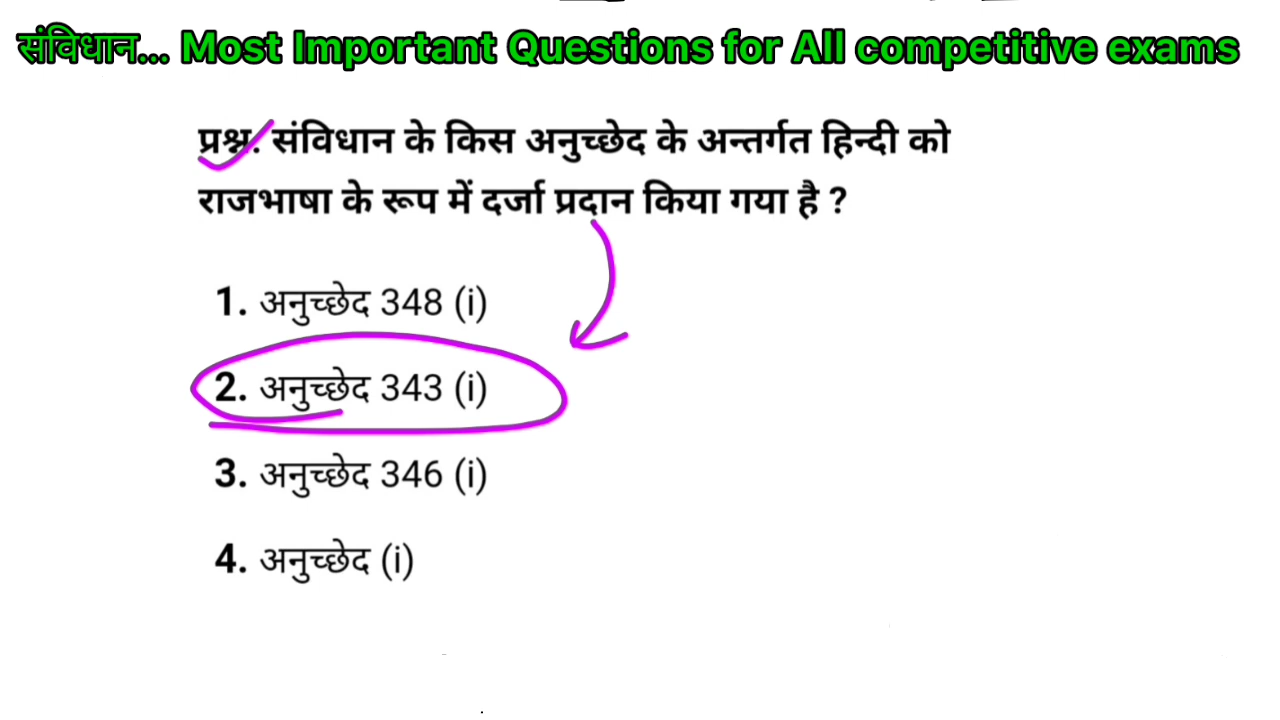 संविधान... Most Important Questions for All competitive exams
प्रश्न. संविधान के किस अनुच्छेद के अन्तर्गत हिन्दी को
राजभाषा के रूप में दर्जा प्रदान किया गया है ?
1. अनुच्छेद 348 (i)
2. अनुच्छेद 343 (i)
3. अनुच्छेद 346 (i)
4. अनुच्छेद (i)